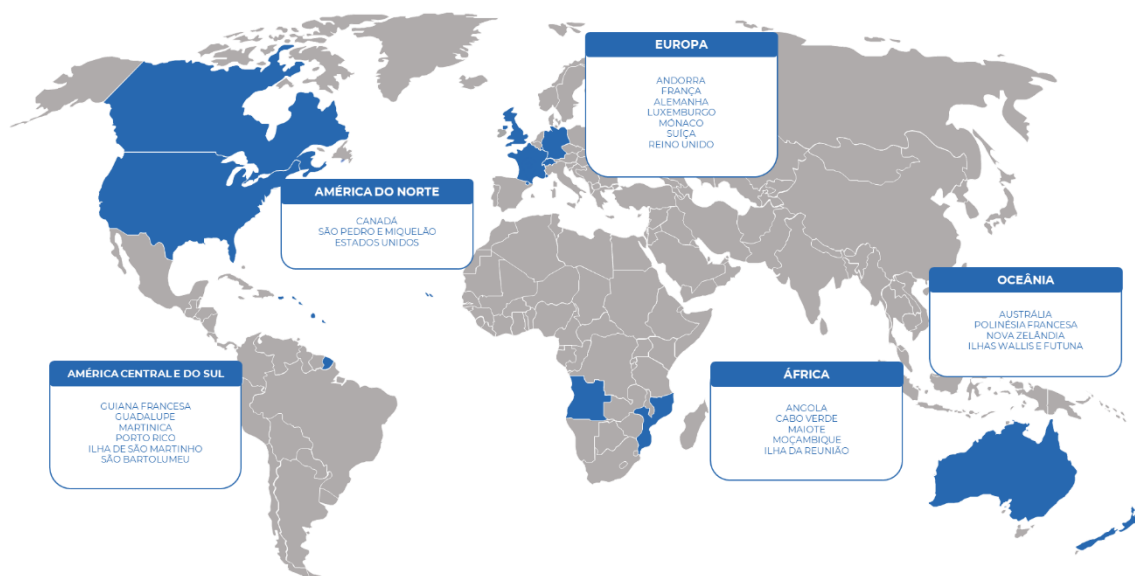 EUROPA
ANDORRA
FRANÇA
ALEMANHA
LUXEMBURGO
MÓNACO
SUÍÇA
REINO UNIDO
AMÉRICA DO NORTE
CANADÁ
SÃO PEDRO E MIQUELÃO
ESTADOS UNIDOS
OCEÂNIA
AUSTRÁLIA
POLINÉSIA FRANCESA
NOVA ZELÂNDIA
ILHAS WALLIS E FUTUNA
AMÉRICA CENTRAL E DO SUL
GUIANA FRANCESA
GUADALUPE
MARTINICA
PORTO RICO
ILHA DE SÃO MARTINHO
SÃO BARTOLUMEU
ÁFRICA
ANGOLA
CABO VERDE
MAIOTE
MOÇAMBIQUE
ILHA DA REUNIÃO